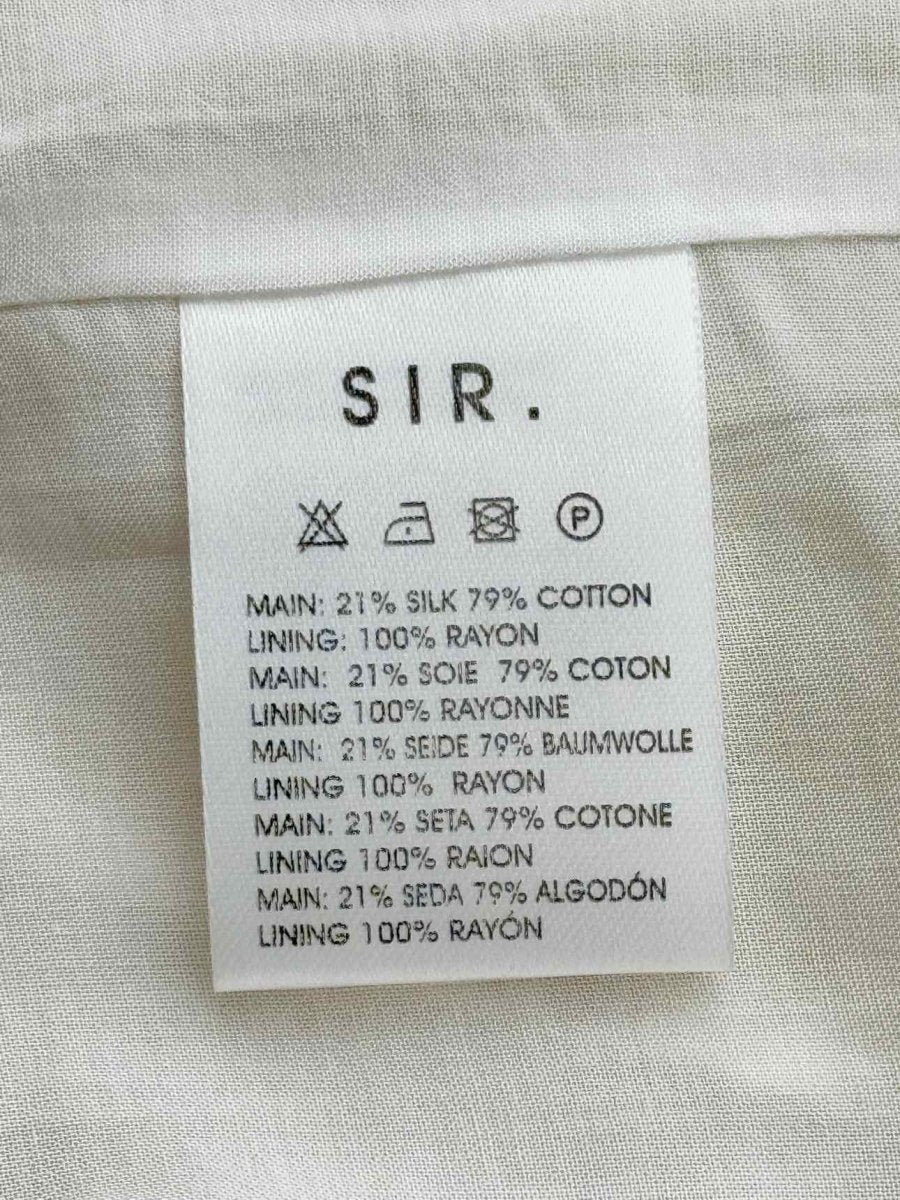 SIR.
P
MAIN: 21% SILK 79% COTTON
LINING: 100% RAYON
MAIN: 21% SOIE 79% COTON
LINING 100% RAYONNE
MAIN: 21% SEIDE 79% BAUMWOLLE
LINING 100% RAYON
MAIN: 21% SETA 79% COTONE
LINING 100% RAION
MAIN: 21% SEDA 79% ALGODÓN
LINING 100% RAYÓN